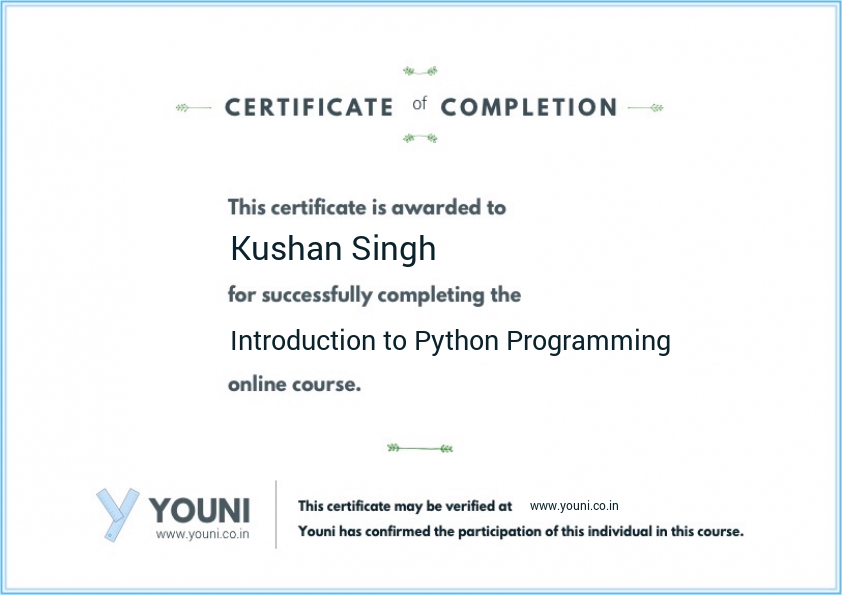 CERTIFICATE of COMPLETION
This certificate is awarded to
Kushan Singh
for successfully completing the
Introduction to Python Programming
online course.
YOUNI
www.youni.co.in
This certificate may be verified at www.youni.co.in
Youni has confirmed the participation of this individual in this course.